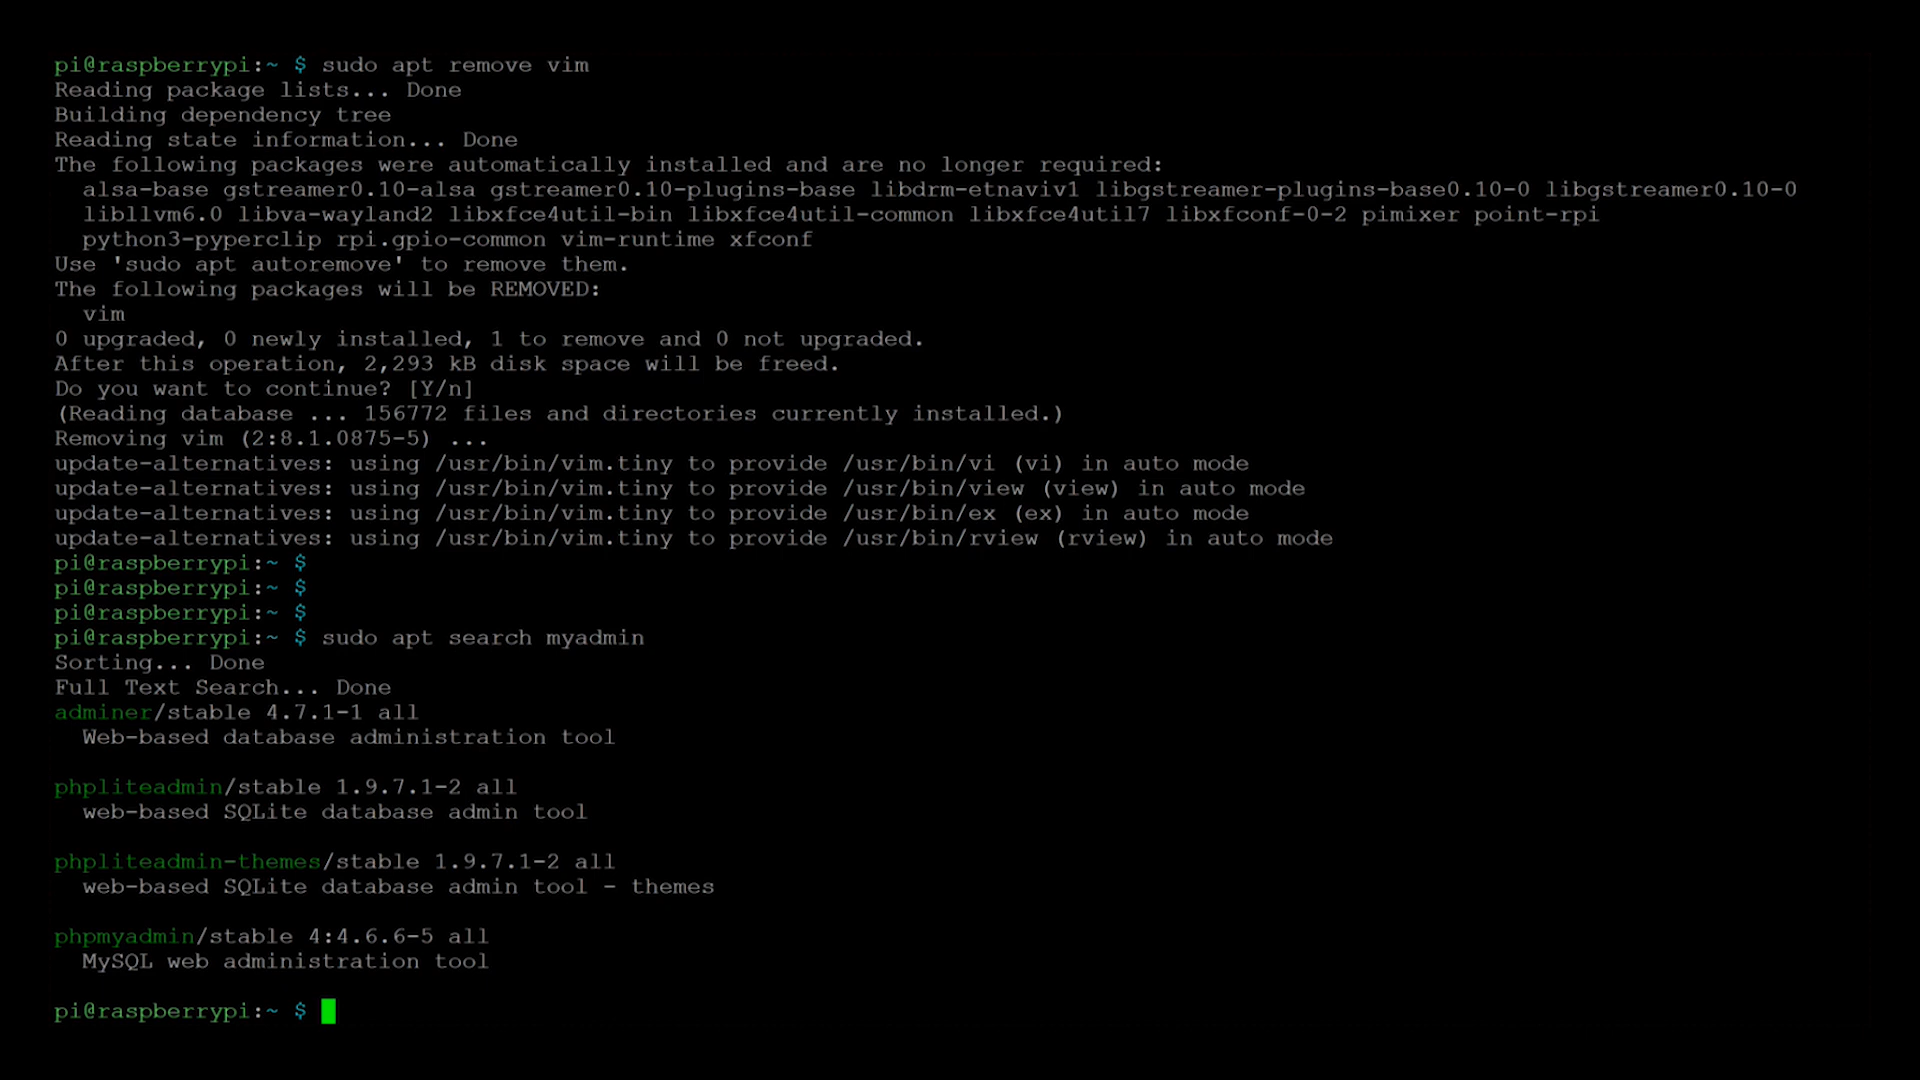 pi@raspberrypi:~ $ sudo apt remove vim
Reading package lists... Done
Building dependency tree
Reading state information... Done
The following packages were automatically installed and are no longer required:
  alsa-base gstreamer0.10-alsa gstreamer0.10-plugins-base libdrm-etnaviv1 libgstreamer-plugins-base0.10-0 libgstreamer0.10-0
  libllvm6.0 libva-wayland2 libxfce4util-bin libxfce4util-common libxfce4util7 libxfconf-0-2 pimixer point-rpi
  python3-pyperclip rpi.gpio-common vim-runtime xfconf
Use 'sudo apt autoremove' to remove them.
The following packages will be REMOVED:
  vim
0 upgraded, 0 newly installed, 1 to remove and 0 not upgraded.
After this operation, 2,293 kB disk space will be freed.
Do you want to continue? [Y/n]
(Reading database ... 156772 files and directories currently installed.)
Removing vim (2:8.1.0875-5) ...
update-alternatives: using /usr/bin/vim.tiny to provide /usr/bin/vi (vi) in auto mode
update-alternatives: using /usr/bin/vim.tiny to provide /usr/bin/view (view) in auto mode
update-alternatives: using /usr/bin/vim.tiny to provide /usr/bin/ex (ex) in auto mode
update-alternatives: using /usr/bin/vim.tiny to provide /usr/bin/rview (rview) in auto mode
pi@raspberrypi:~ $
pi@raspberrypi:~ $
pi@raspberrypi:~ $
pi@raspberrypi:~ $ sudo apt search myadmin
Sorting... Done
Full Text Search... Done
adminer/stable 4.7.1-1 all
  Web-based database administration tool

phpliteadmin/stable 1.9.7.1-2 all
  web-based SQLite database admin tool

phpliteadmin-themes/stable 1.9.7.1-2 all
  web-based SQLite database admin tool - themes

phpmyadmin/stable 4:4.6.6-5 all
  MySQL web administration tool

pi@raspberrypi:~ $